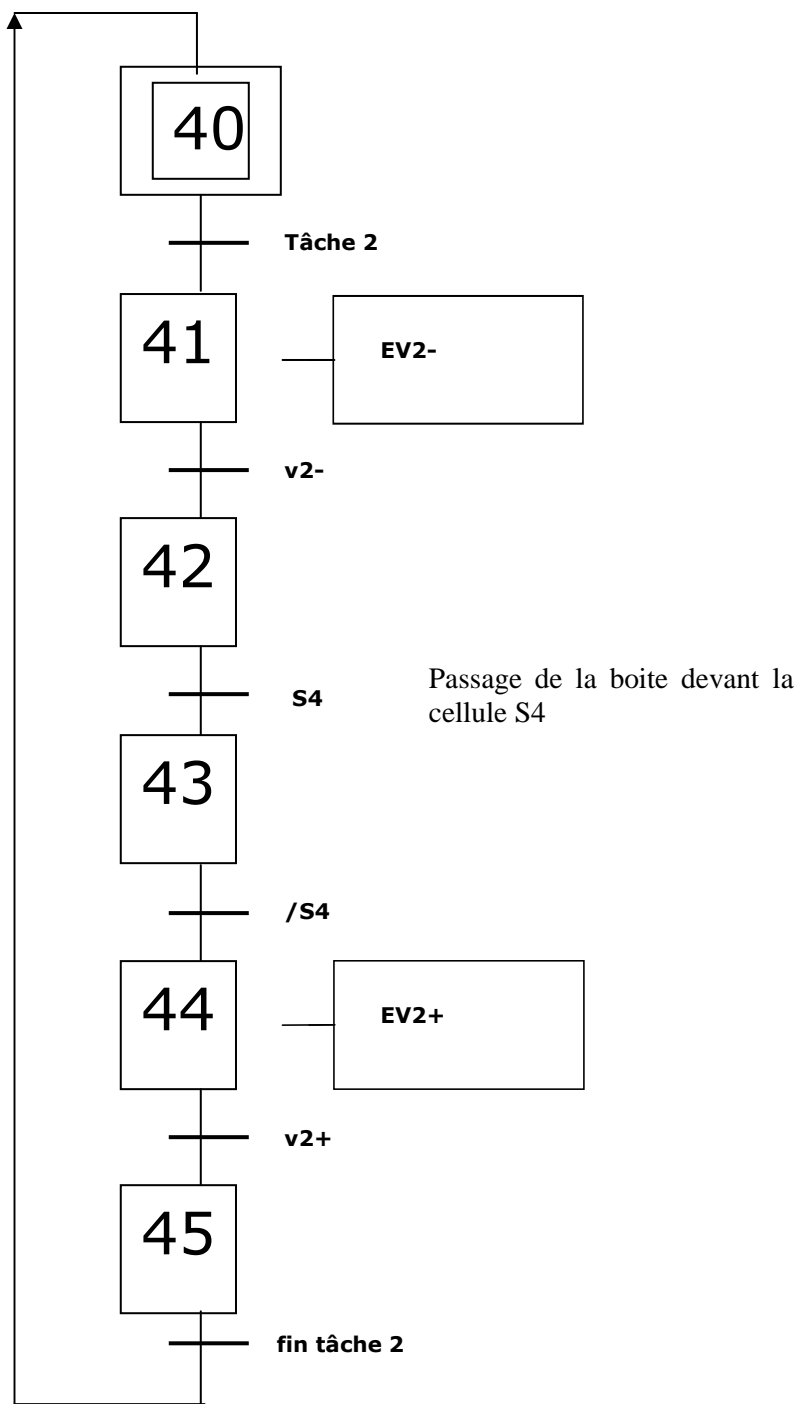 40
Tâche 2
41
EV2-
v2-
42
S4
Passage de la boite devant la
cellule S4
43
/S4
44
EV2+
v2+
45
fin tâche 2